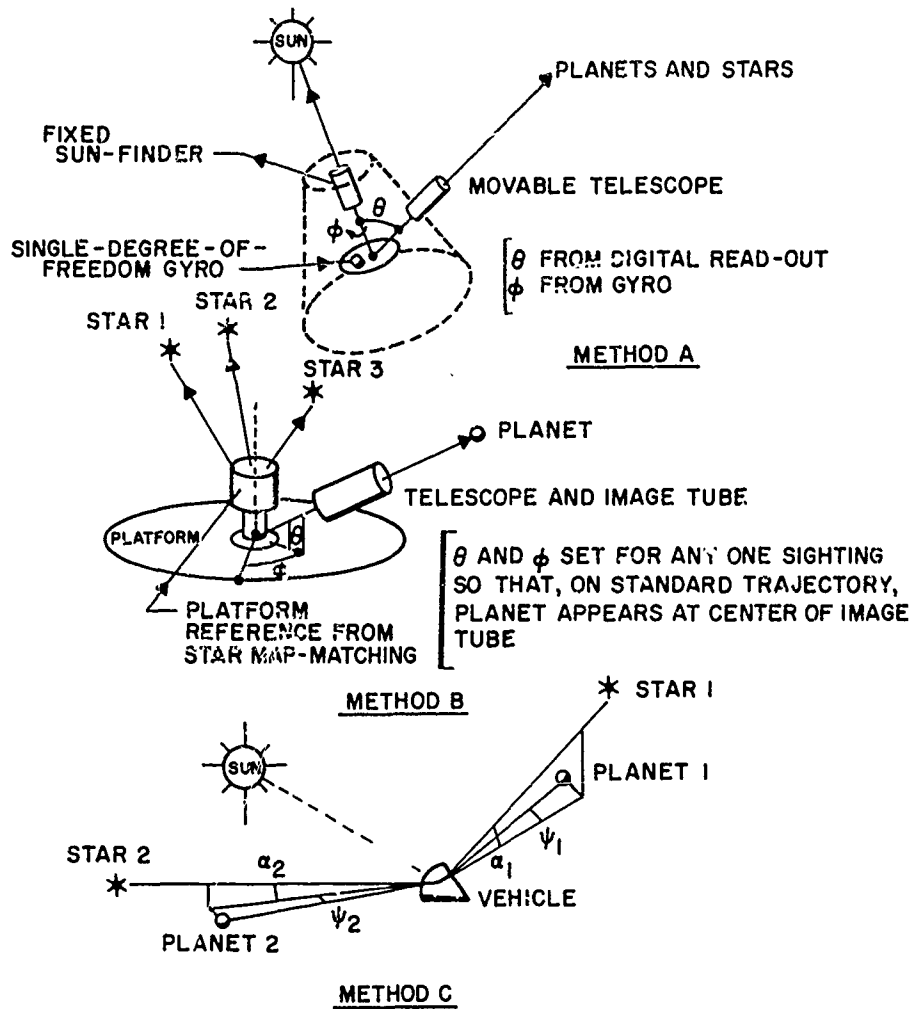 SUN
PLANETS AND STARS
FIXED
SUN-FINDER
MOVABLE TELESCOPE
θ
ϕ
SINGLE-DEGREE-OF-
FREEDOM GYRO
θ FROM DIGITAL READ-OUT
ϕ FROM GYRO
METHOD A
STAR 1
STAR 2
STAR 3
PLANET
TELESCOPE AND IMAGE TUBE
PLATFORM
θ
ϕ
θ AND ϕ SET FOR ANY ONE SIGHTING
SO THAT, ON STANDARD TRAJECTORY,
PLANET APPEARS AT CENTER OF IMAGE
TUBE
PLATFORM
REFERENCE FROM
STAR MAP-MATCHING
METHOD B
STAR 1
SUN
PLANET 1
ψ1
α1
STAR 2
α2
VEHICLE
ψ2
PLANET 2
METHOD C